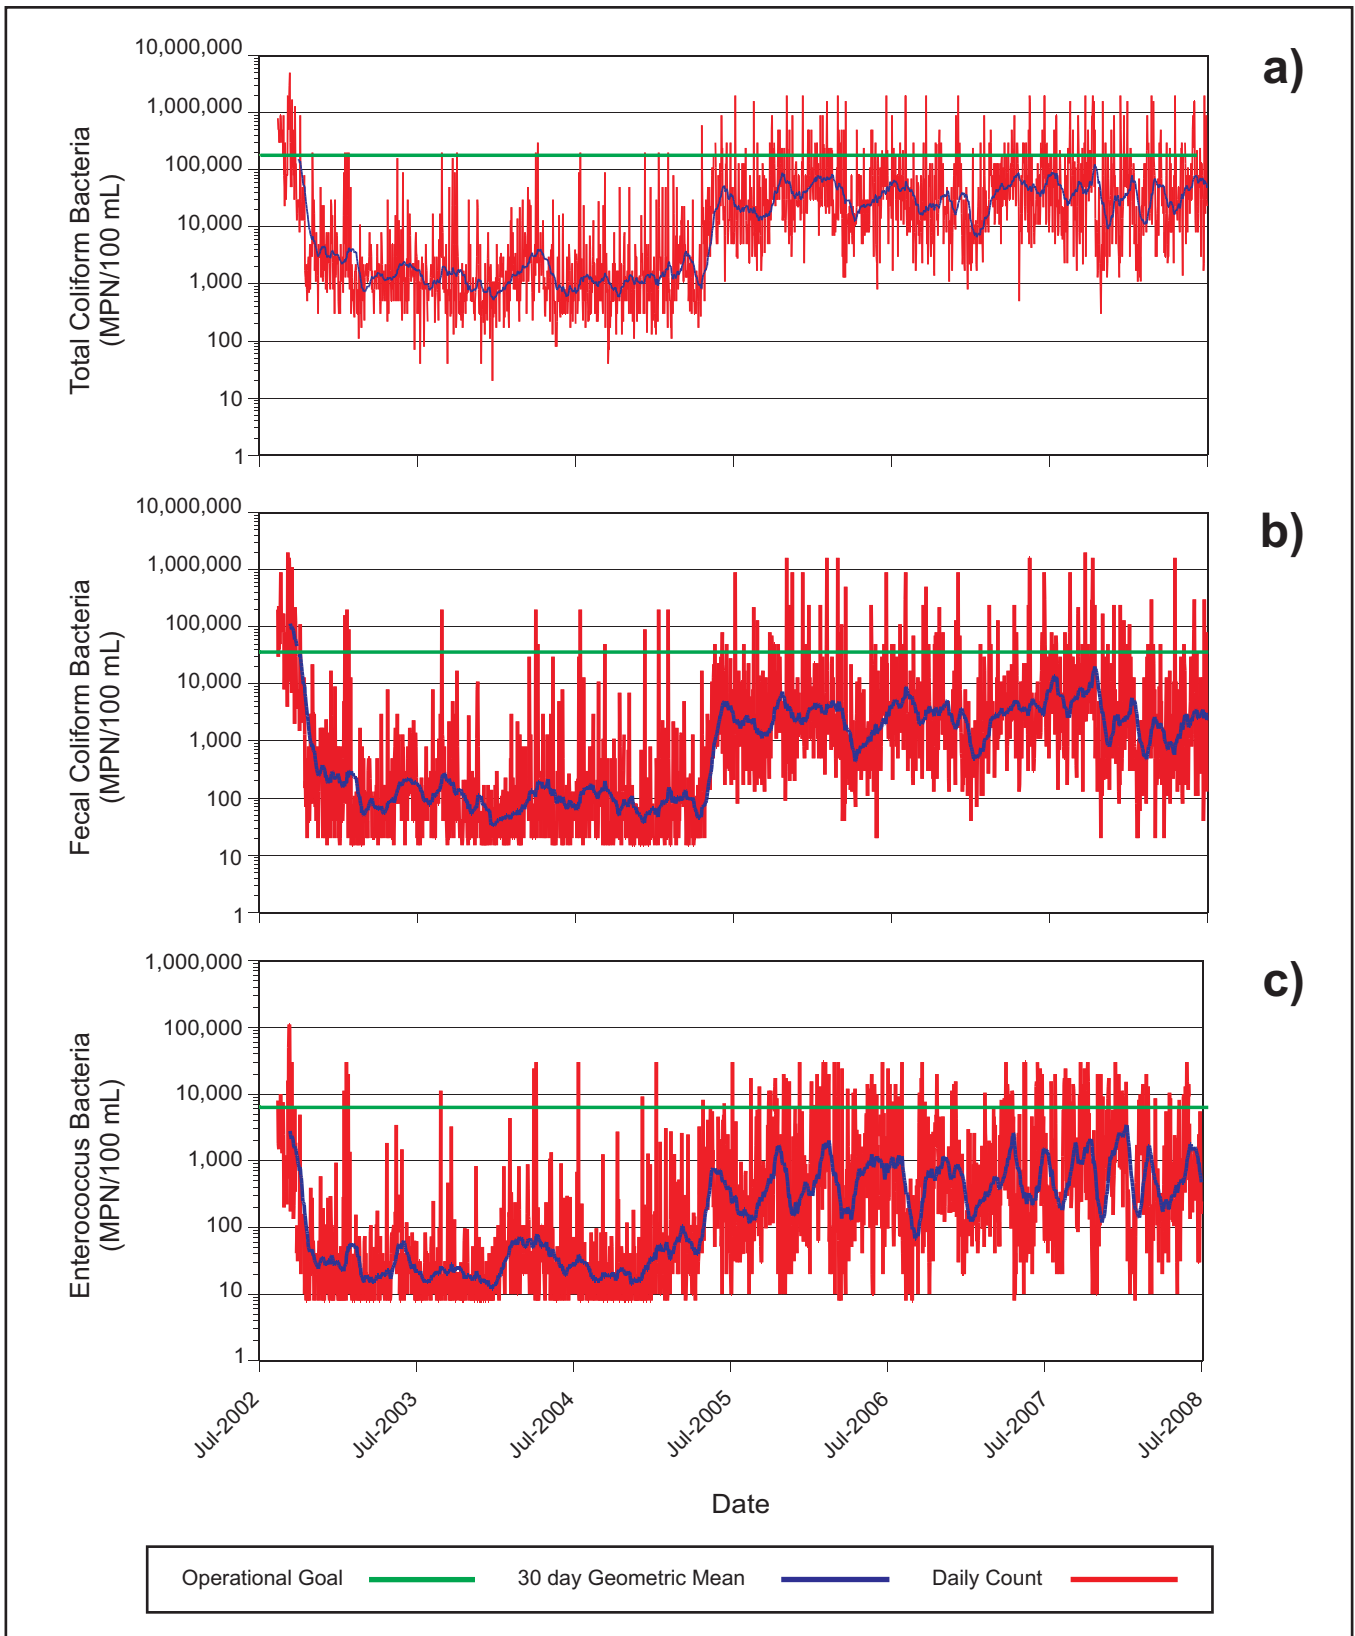 a)
Total Coliform Bacteria
(MPN/100 mL)
10,000,000
1,000,000
100,000
10,000
1,000
100
10
1
b)
Fecal Coliform Bacteria
(MPN/100 mL)
10,000,000
1,000,000
100,000
10,000
1,000
100
10
1
c)
Enterococcus Bacteria
(MPN/100 mL)
1,000,000
100,000
10,000
1,000
100
10
1
Jul-2002
Jul-2003
Jul-2004
Jul-2005
Jul-2006
Jul-2007
Jul-2008
Date
Operational Goal
30 day Geometric Mean
Daily Count